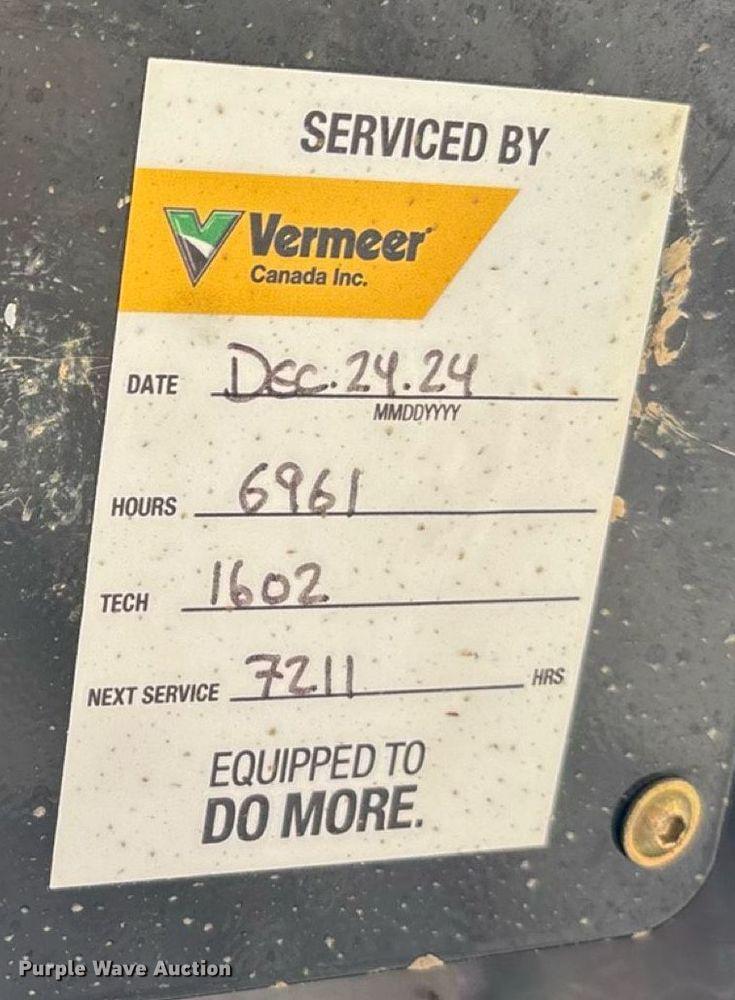 SERVICED BY
Vermeer®
Canada Inc.
DATE Dec. 24. 24
MMDDYYYY
HOURS 6961
TECH 1602
NEXT SERVICE 7211 HRS
EQUIPPED TO
DO MORE.
Purple Wave Auction